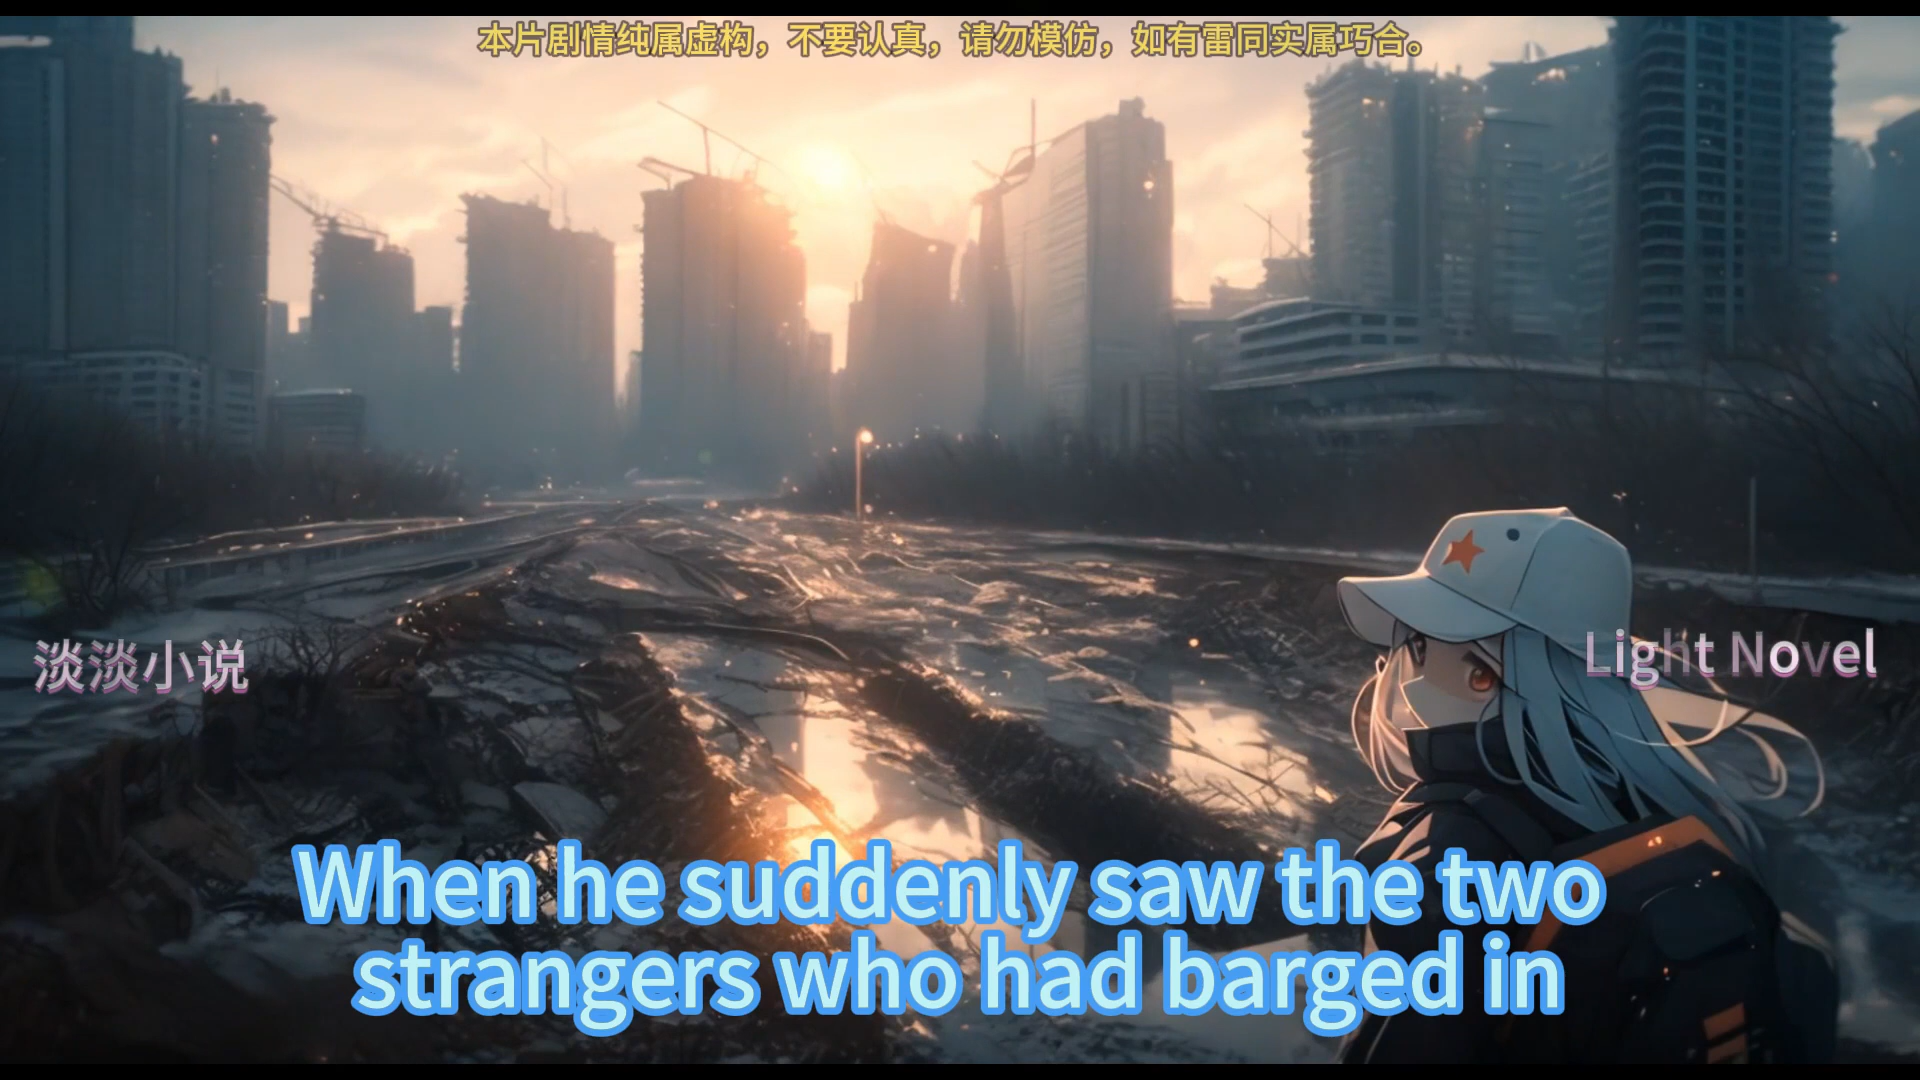 本片剧情纯属虚构，不要认真，请勿模仿，如有雷同实属巧合。
淡淡小说
Light Novel
When he suddenly saw the two
strangers who had barged in